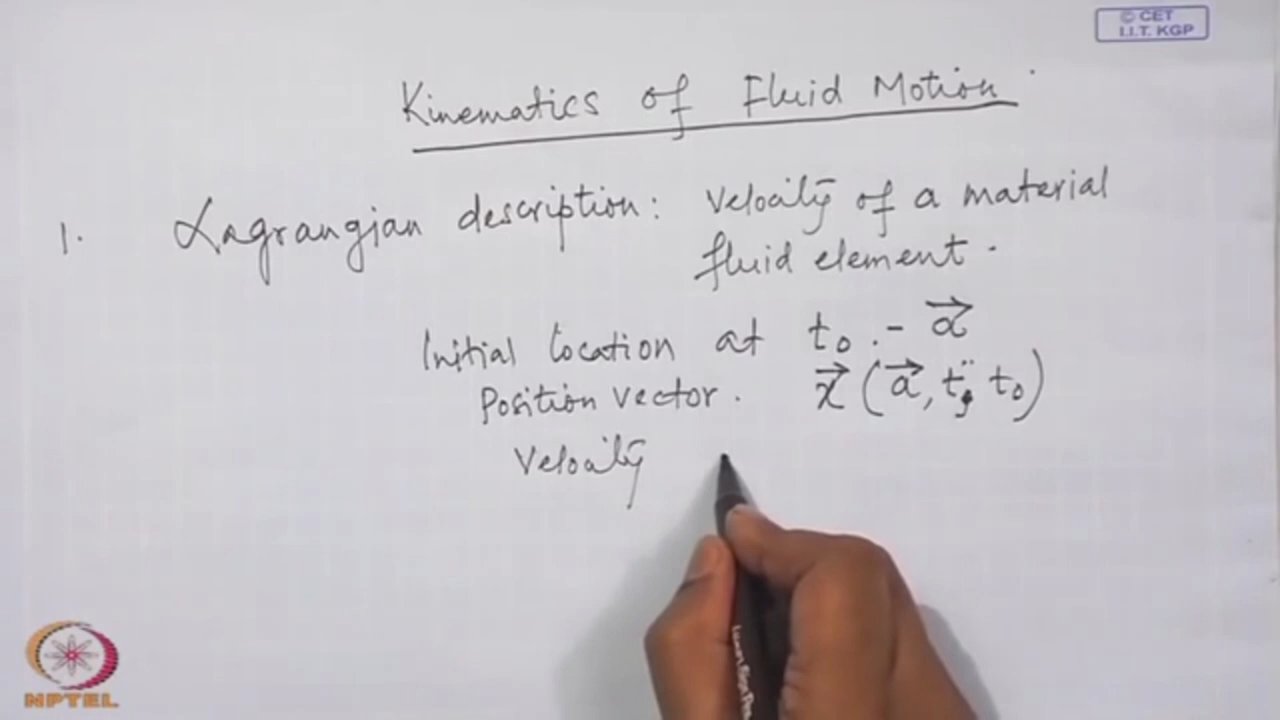 © CET
I.I.T. KGP
Kinematics of Fluid Motion
1. Lagrangian description: Velocity of a material
fluid element.
Initial location at t₀ - a⃗
Position vector. x⃗ (a⃗, t, t₀)
Velocity
NPTEL